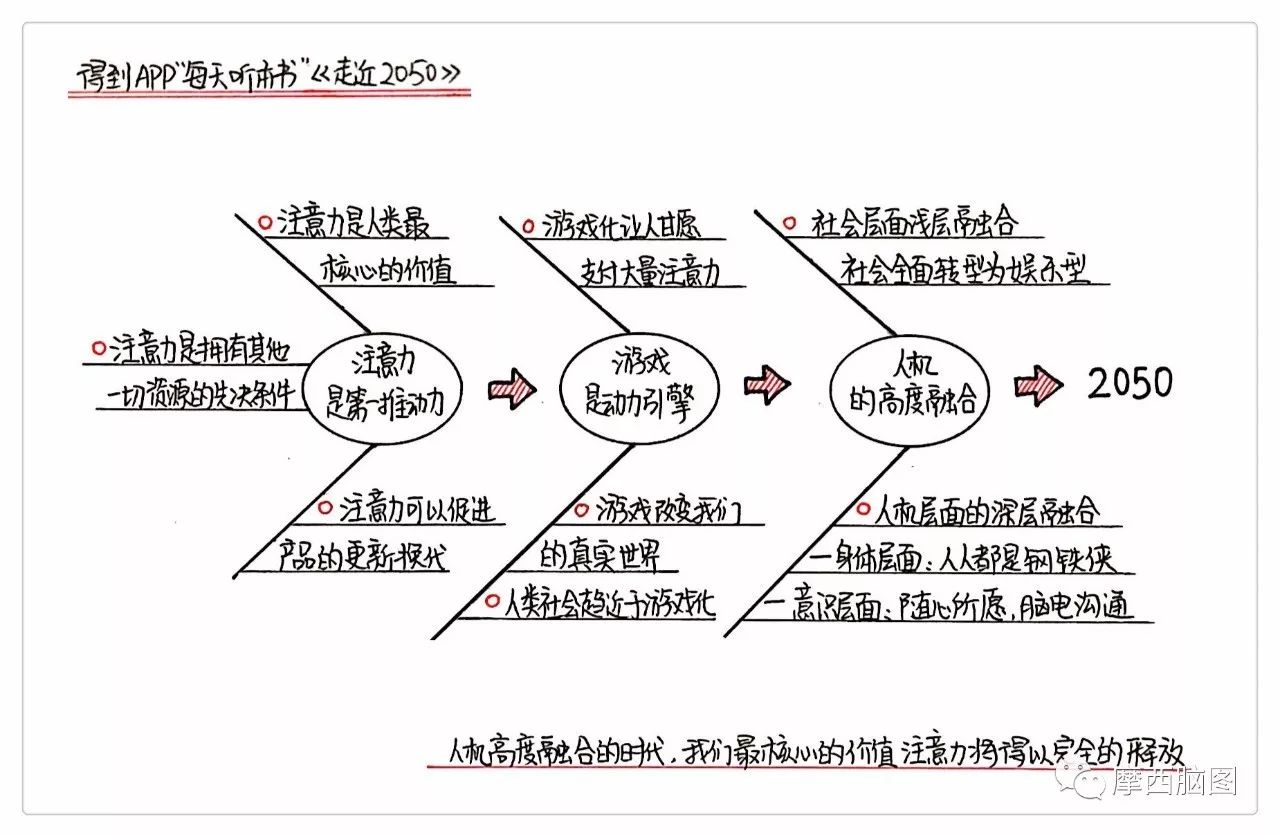 得到APP"每天听本书"《走近2050》
注意力是人类最
核心的价值
注意力是拥有其他
一切资源的先决条件
注意力
是第一推动力
注意力可以促进
产品的更新换代
游戏化让人甘愿
支付大量注意力
游戏
是动力引擎
游戏改变我们
的真实世界
人类社会趋近于游戏化
社会层面浅层融合
社会全面转型为娱乐型
人机
的高度融合
人机层面的深层融合
—身体层面：人人都是钢铁侠
—意识层面：随心所愿，脑电沟通
2050
人机高度融合的时代，我们最核心的价值注意力将得以完全的释放
摩西脑图